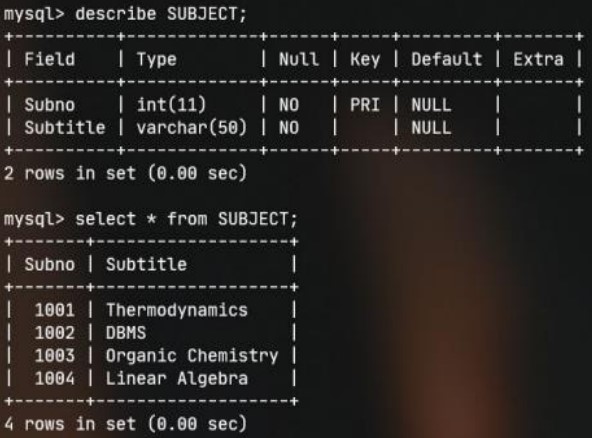 mysql> describe SUBJECT;
+----------+-------------+------+-----+---------+-------+
| Field    | Type        | Null | Key | Default | Extra |
+----------+-------------+------+-----+---------+-------+
| Subno    | int(11)     | NO   | PRI | NULL    |       |
| Subtitle | varchar(50) | NO   |     | NULL    |       |
+----------+-------------+------+-----+---------+-------+
2 rows in set (0.00 sec)
mysql> select * from SUBJECT;
+-------+-------------------+
| Subno | Subtitle          |
+-------+-------------------+
|  1001 | Thermodynamics    |
|  1002 | DBMS              |
|  1003 | Organic Chemistry |
|  1004 | Linear Algebra    |
+-------+-------------------+
4 rows in set (0.00 sec)